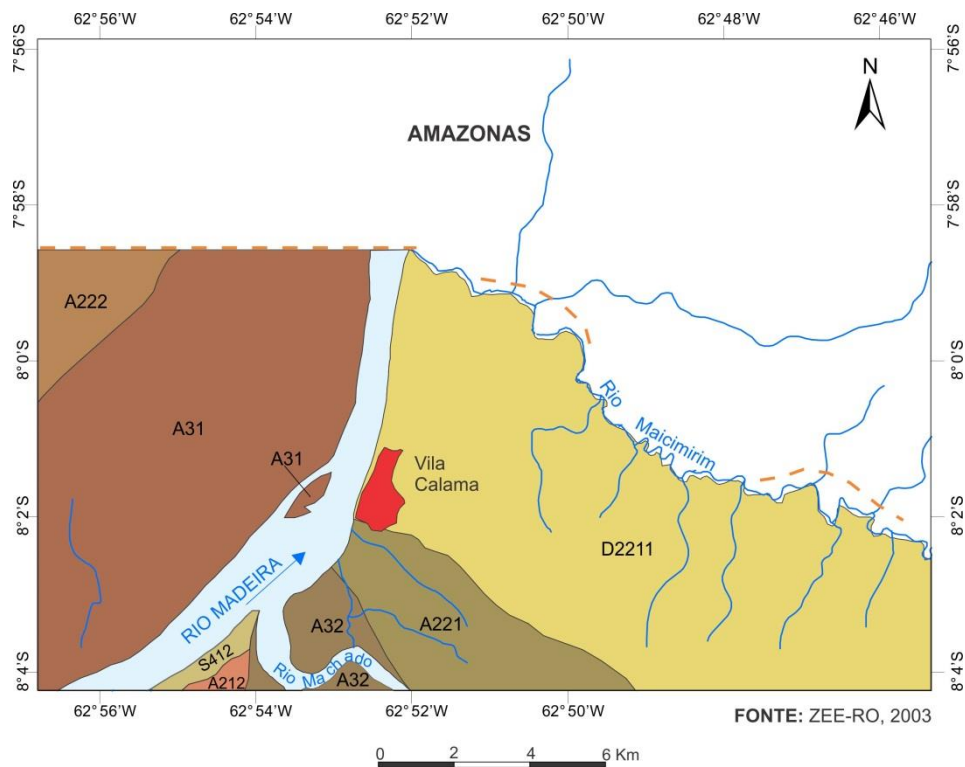 62°56'W 62°54'W 62°52'W 62°50'W 62°48'W 62°46'W
7°56'S
7°56'S
N
AMAZONAS
7°58'S
7°58'S
A222
8°0'S
8°0'S
Rio
Maicimirim
A31
A31
Vila
Calama
8°2'S
8°2'S
D2211
RIO MADEIRA
A32
A221
S412
Rio Machado
A212
A32
8°4'S
8°4'S
62°56'W 62°54'W 62°52'W 62°50'W
FONTE: ZEE-RO, 2003
0 2 4 6 Km